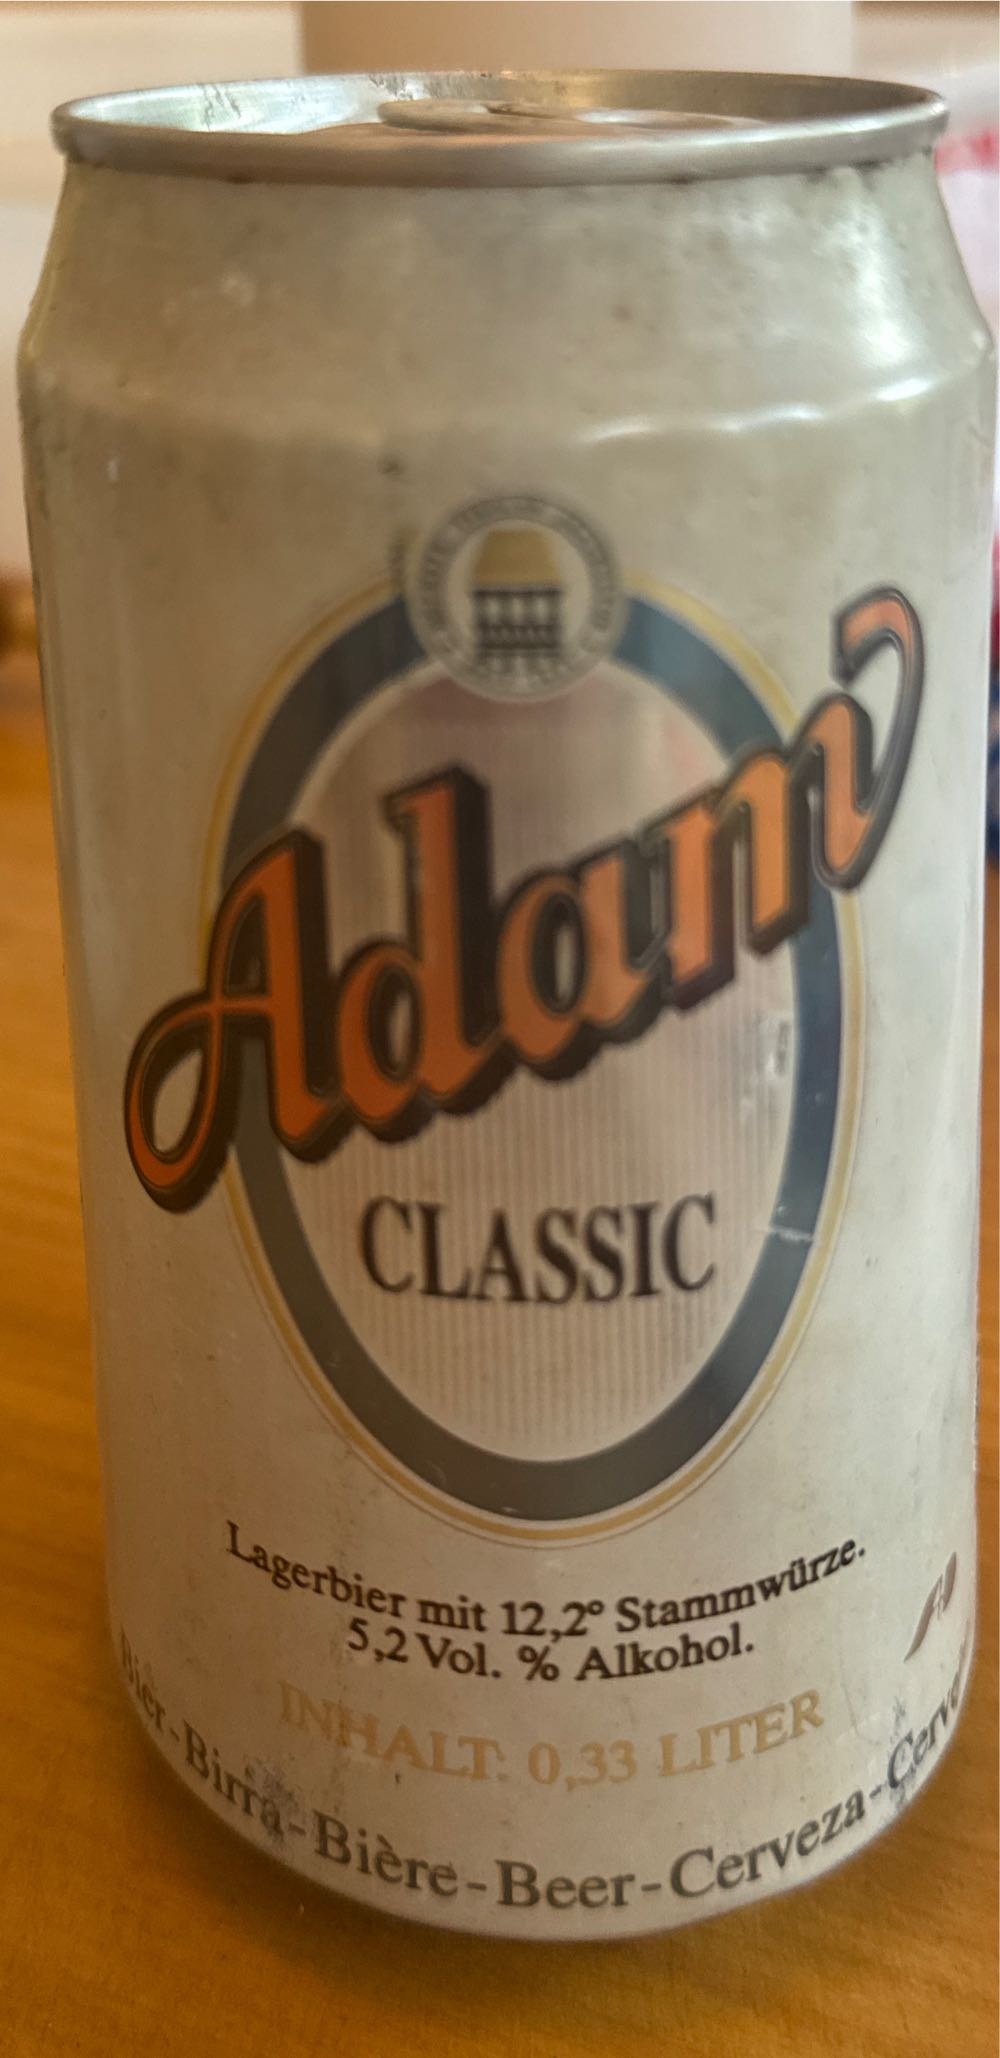 Adam
CLASSIC
Lagerbier mit 12,2° Stammwürze.
5,2 Vol. % Alkohol.
INHALT: 0,33 LITER
Bier-Birra-Bière-Beer-Cerveza-